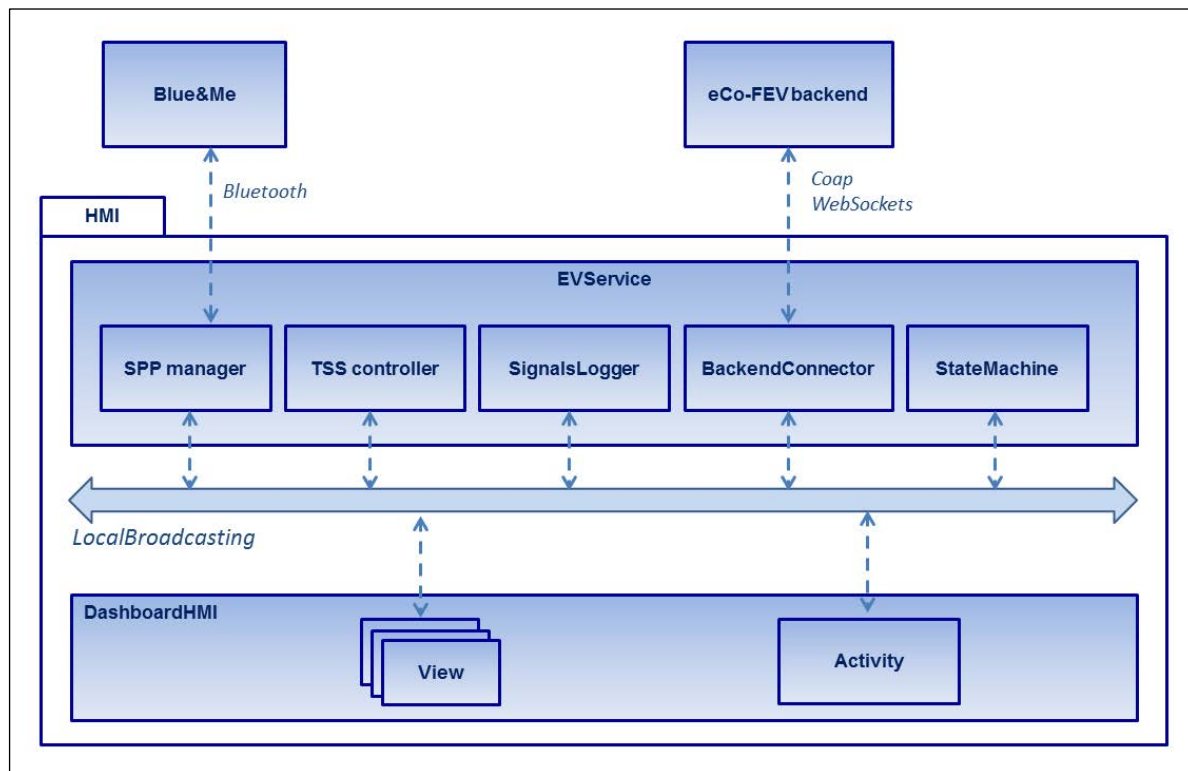 Blue&Me
eCo-FEV backend
Bluetooth
Coap
WebSockets
HMI
EVService
SPP manager
TSS controller
SignalsLogger
BackendConnector
StateMachine
LocalBroadcasting
DashboardHMI
View
Activity